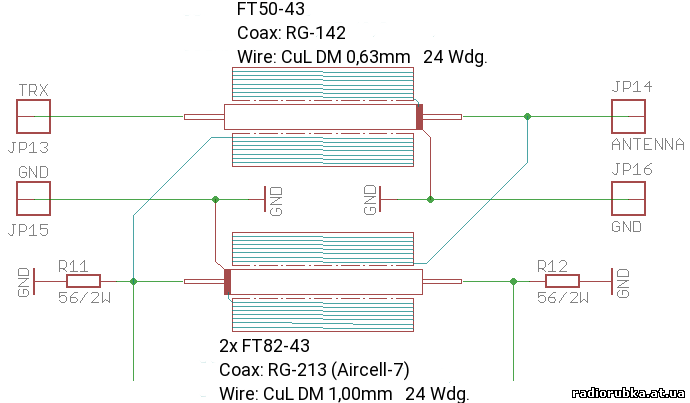 FT50-43
Coax: RG-142
Wire: CuL DM 0,63mm 24 Wdg.
TRX
JP14
JP13
ANTENNA
GND
JP16
JP15
GND
GND
GND
R11
R12
GND
56/2W
56/2W
GND
2x FT82-43
Coax: RG-213 (Aircell-7)
Wire: CuL DM 1,00mm 24 Wdg.
radiorubka.at.ua